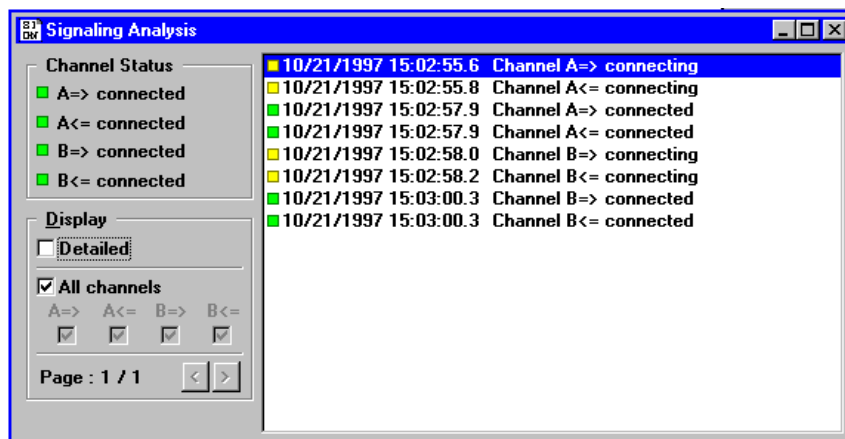 Signaling Analysis
Channel Status
A=> connected
A<= connected
B=> connected
B<= connected
Display
Detailed
All channels
A=> A<= B=> B<=
Page : 1 / 1 < >
10/21/1997 15:02:55.6 Channel A=> connecting
10/21/1997 15:02:55.8 Channel A<= connecting
10/21/1997 15:02:57.9 Channel A=> connected
10/21/1997 15:02:57.9 Channel A<= connected
10/21/1997 15:02:58.0 Channel B=> connecting
10/21/1997 15:02:58.2 Channel B<= connecting
10/21/1997 15:03:00.3 Channel B=> connected
10/21/1997 15:03:00.3 Channel B<= connected